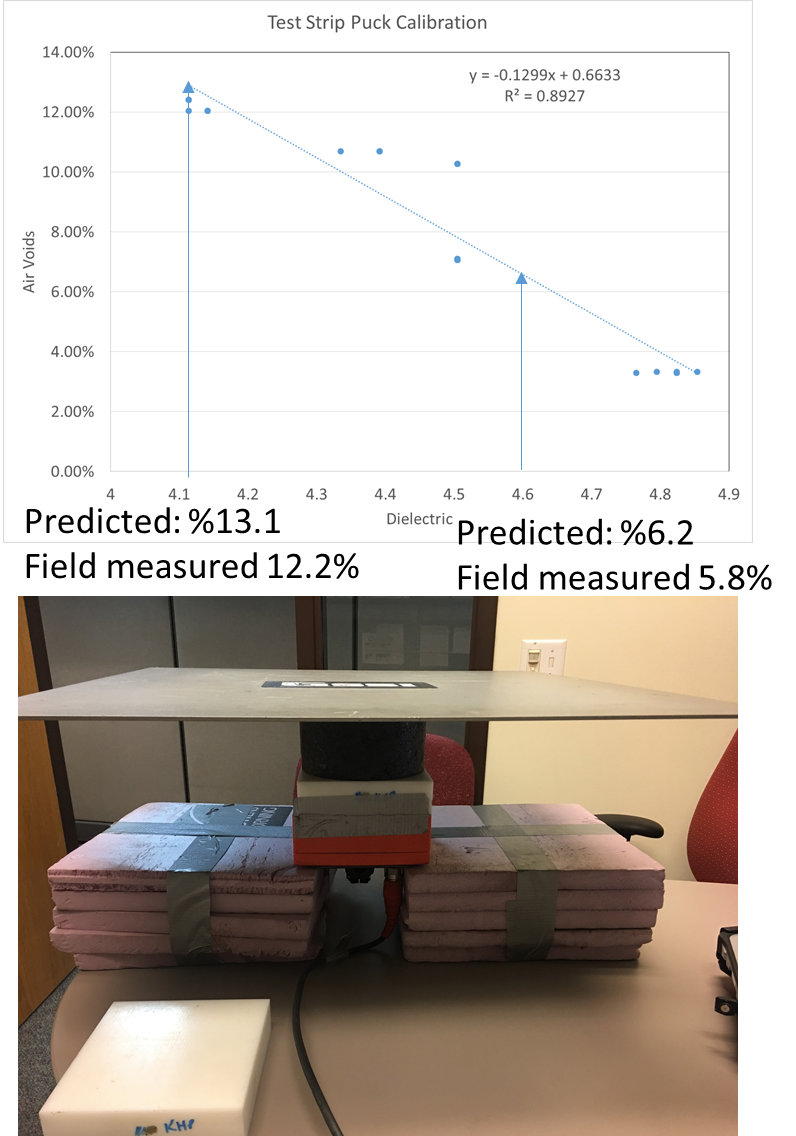 Test Strip Puck Calibration
14.00%
y = -0.1299x + 0.6633
R² = 0.8927
12.00%
10.00%
8.00%
Air Voids
6.00%
4.00%
2.00%
0.00%
4 4.1 4.2 4.3 4.4 4.5 4.6 4.7 4.8 4.9
Dielectric
Predicted: %13.1
Field measured 12.2%
Predicted: %6.2
Field measured 5.8%
KHP